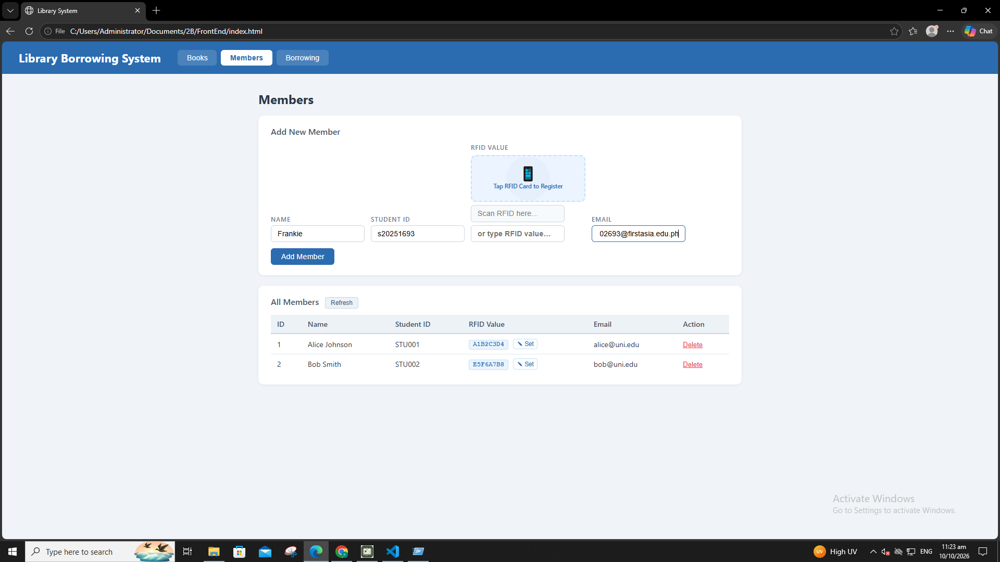 Library System
File C:/Users/Administrator/Documents/2B/FrontEnd/index.html
Chat
Library Borrowing System
Books
Members
Borrowing
Members
Add New Member
RFID VALUE
Tap RFID Card to Register
Scan RFID here...
NAME
STUDENT ID
EMAIL
Frankie
s20251693
or type RFID value...
02693@firstasia.edu.ph
Add Member
All Members
Refresh
ID Name Student ID RFID Value Email Action
1 Alice Johnson STU001 A1B2C3D4 Set alice@uni.edu Delete
2 Bob Smith STU002 E5F6A7B8 Set bob@uni.edu Delete
Activate Windows
Go to Settings to activate Windows.
Type here to search
UV
High UV
ENG
11:23 am
10/10/2026